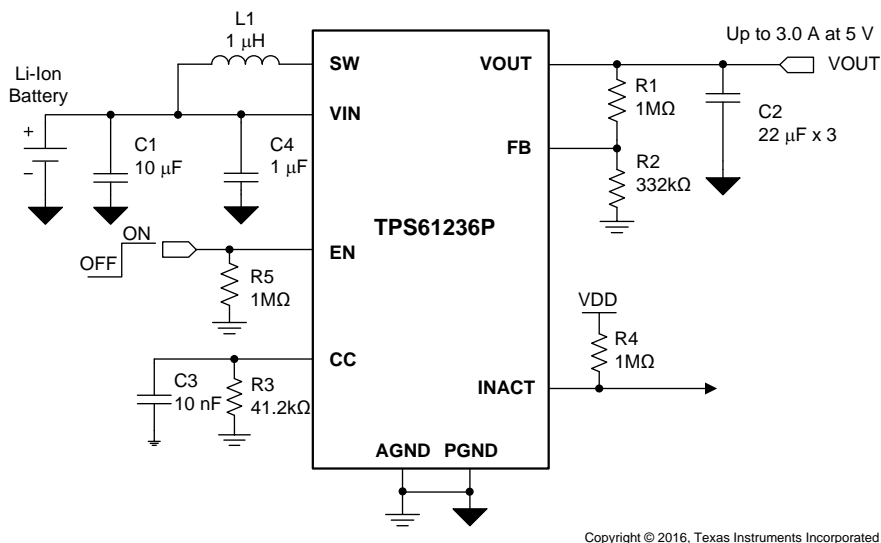 L1
1 µH
Up to 3.0 A at 5 V
SW
VOUT
VOUT
Li-Ion
Battery
R1
1MΩ
VIN
+
−
C1
10 µF
C4
1 µF
C2
22 µF x 3
FB
R2
332kΩ
TPS61236P
ON
OFF
EN
R5
1MΩ
VDD
R4
1MΩ
CC
C3
10 nF
R3
41.2kΩ
INACT
AGND
PGND
Copyright © 2016, Texas Instruments Incorporated